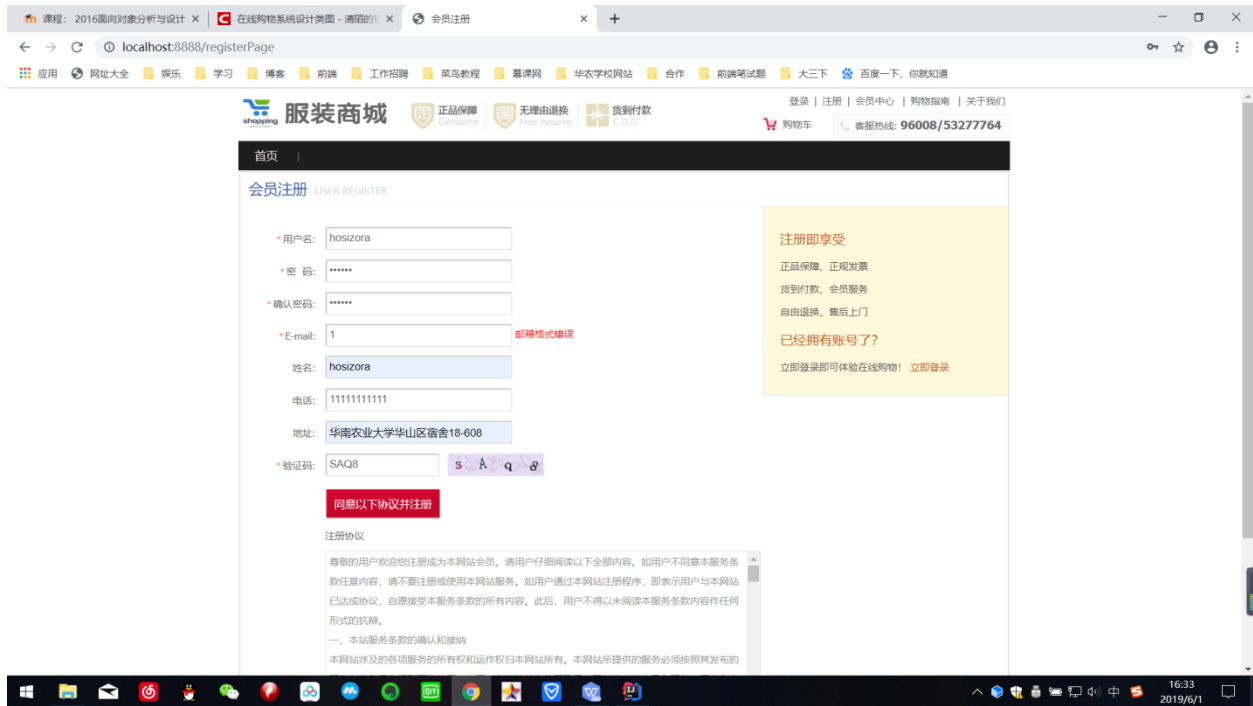 课程: 2016面向对象分析与设计
在线购物系统设计类图 - 清陌的
会员注册
localhost:8888/registerPage
应用 网址大全 娱乐 学习 博客 前端 工作招聘 菜鸟教程 慕课网 华农学校网站 合作 前端笔试题 大三下 百度一下，你就知道
shopping 服装商城 正 正品保障 Genuine 无理由退换 Free Returns 货到付款 C.O.D
登录 | 注册 | 会员中心 | 购物指南 | 关于我们
购物车 客服热线: 96008/53277764
首页 |
会员注册 USER REGISTER
*用户名: hosizora
*密 码: ••••••
*确认密码: ••••••
*E-mail: 1 邮稿格式错误
姓名: hosizora
电话: 11111111111
地址: 华南农业大学华山区宿舍18-608
*验证码: SAQ8 s A q 8
同意以下协议并注册
注册协议
尊敬的用户欢迎您注册成为本网站会员。请用户仔细阅读以下全部内容。如用户不同意本服务条
款任意内容，请不要注册或使用本网站服务。如用户通过本网站注册程序，即表示用户与本网站
已达成协议，自愿接受本服务条款的所有内容。此后，用户不得以未阅读本服务条款内容作任何
形式的抗辩。
一、本站服务条款的确认和接纳
本网站涉及的各项服务的所有权和运作权归本网站所有。本网站所提供的服务必须按照其发布的
注册即享受
正品保障、正规发票
货到付款、会员服务
自由退换、售后上门
已经拥有账号了?
立即登录即可体验在线购物! 立即登录
中
16:33
2019/6/1